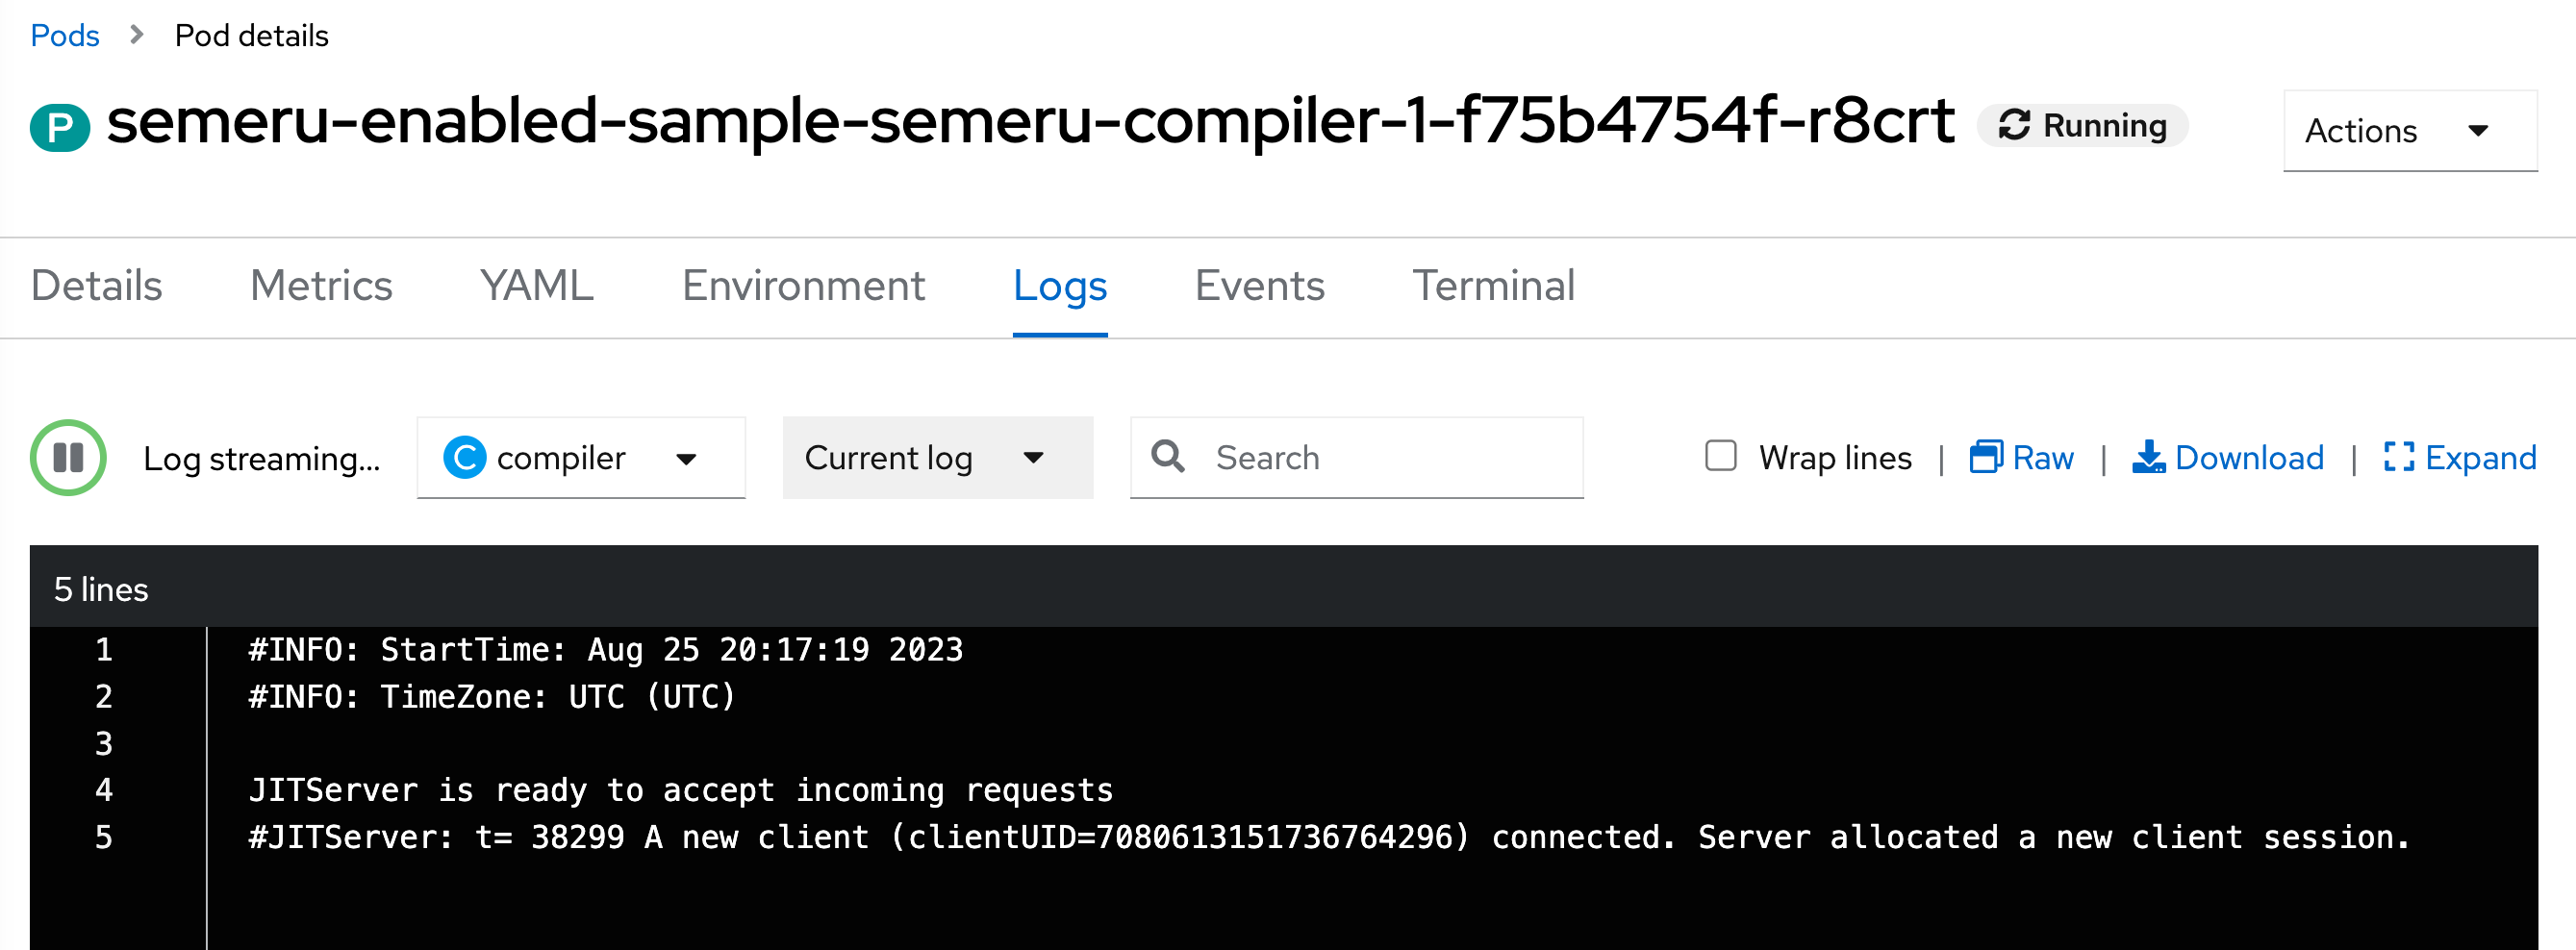 Pods > Pod details
P semeru-enabled-sample-semeru-compiler-1-f75b4754f-r8crt Running Actions
Details Metrics YAML Environment Logs Events Terminal
Log streaming... C compiler Current log Search Wrap lines | Raw | Download | Expand
5 lines
1 #INFO: StartTime: Aug 25 20:17:19 2023
2 #INFO: TimeZone: UTC (UTC)
3
4 JITServer is ready to accept incoming requests
5 #JITServer: t= 38299 A new client (clientUID=7080613151736764296) connected. Server allocated a new client session.